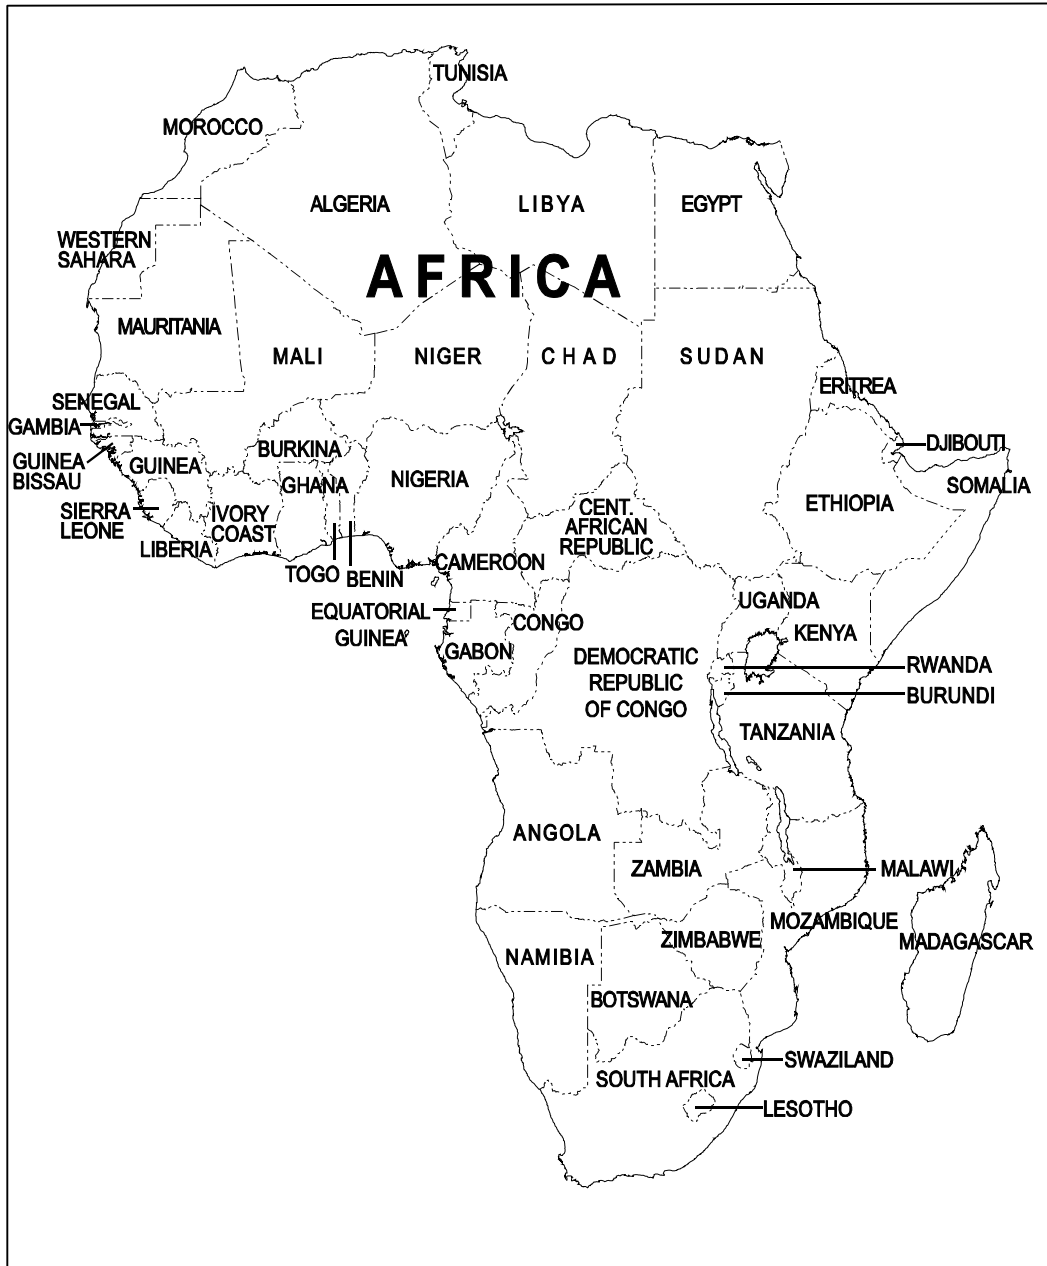 TUNISIA
MOROCCO
ALGERIA
LIBYA
EGYPT
WESTERN
SAHARA
AFRICA
MAURITANIA
MALI
NIGER
CHAD
SUDAN
ERITREA
SENEGAL
GAMBIA
DJIBOUTI
BURKINA
GUINEA
BISSAU
GUINEA
NIGERIA
GHANA
SOMALIA
ETHIOPIA
SIERRA
LEONE
IVORY
COAST
CENT.
AFRICAN
REPUBLIC
LIBERIA
CAMEROON
TOGO
BENIN
UGANDA
EQUATORIAL
GUINEA
CONGO
KENYA
GABON
DEMOCRATIC
REPUBLIC
OF CONGO
RWANDA
BURUNDI
TANZANIA
ANGOLA
ZAMBIA
MALAWI
MOZAMBIQUE
ZIMBABWE
MADAGASCAR
NAMIBIA
BOTSWANA
SWAZILAND
SOUTH AFRICA
LESOTHO